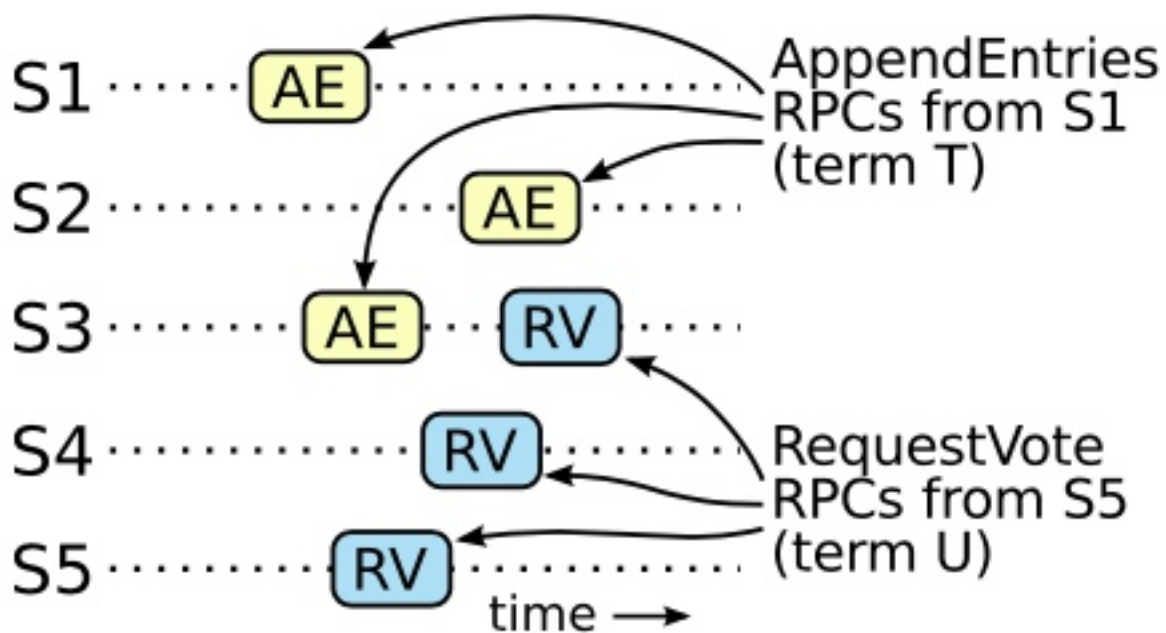 S1 AE
AppendEntries
RPCs from S1
(term T)
S2 AE
S3 AE RV
S4 RV
RequestVote
RPCs from S5
(term U)
S5 RV
time